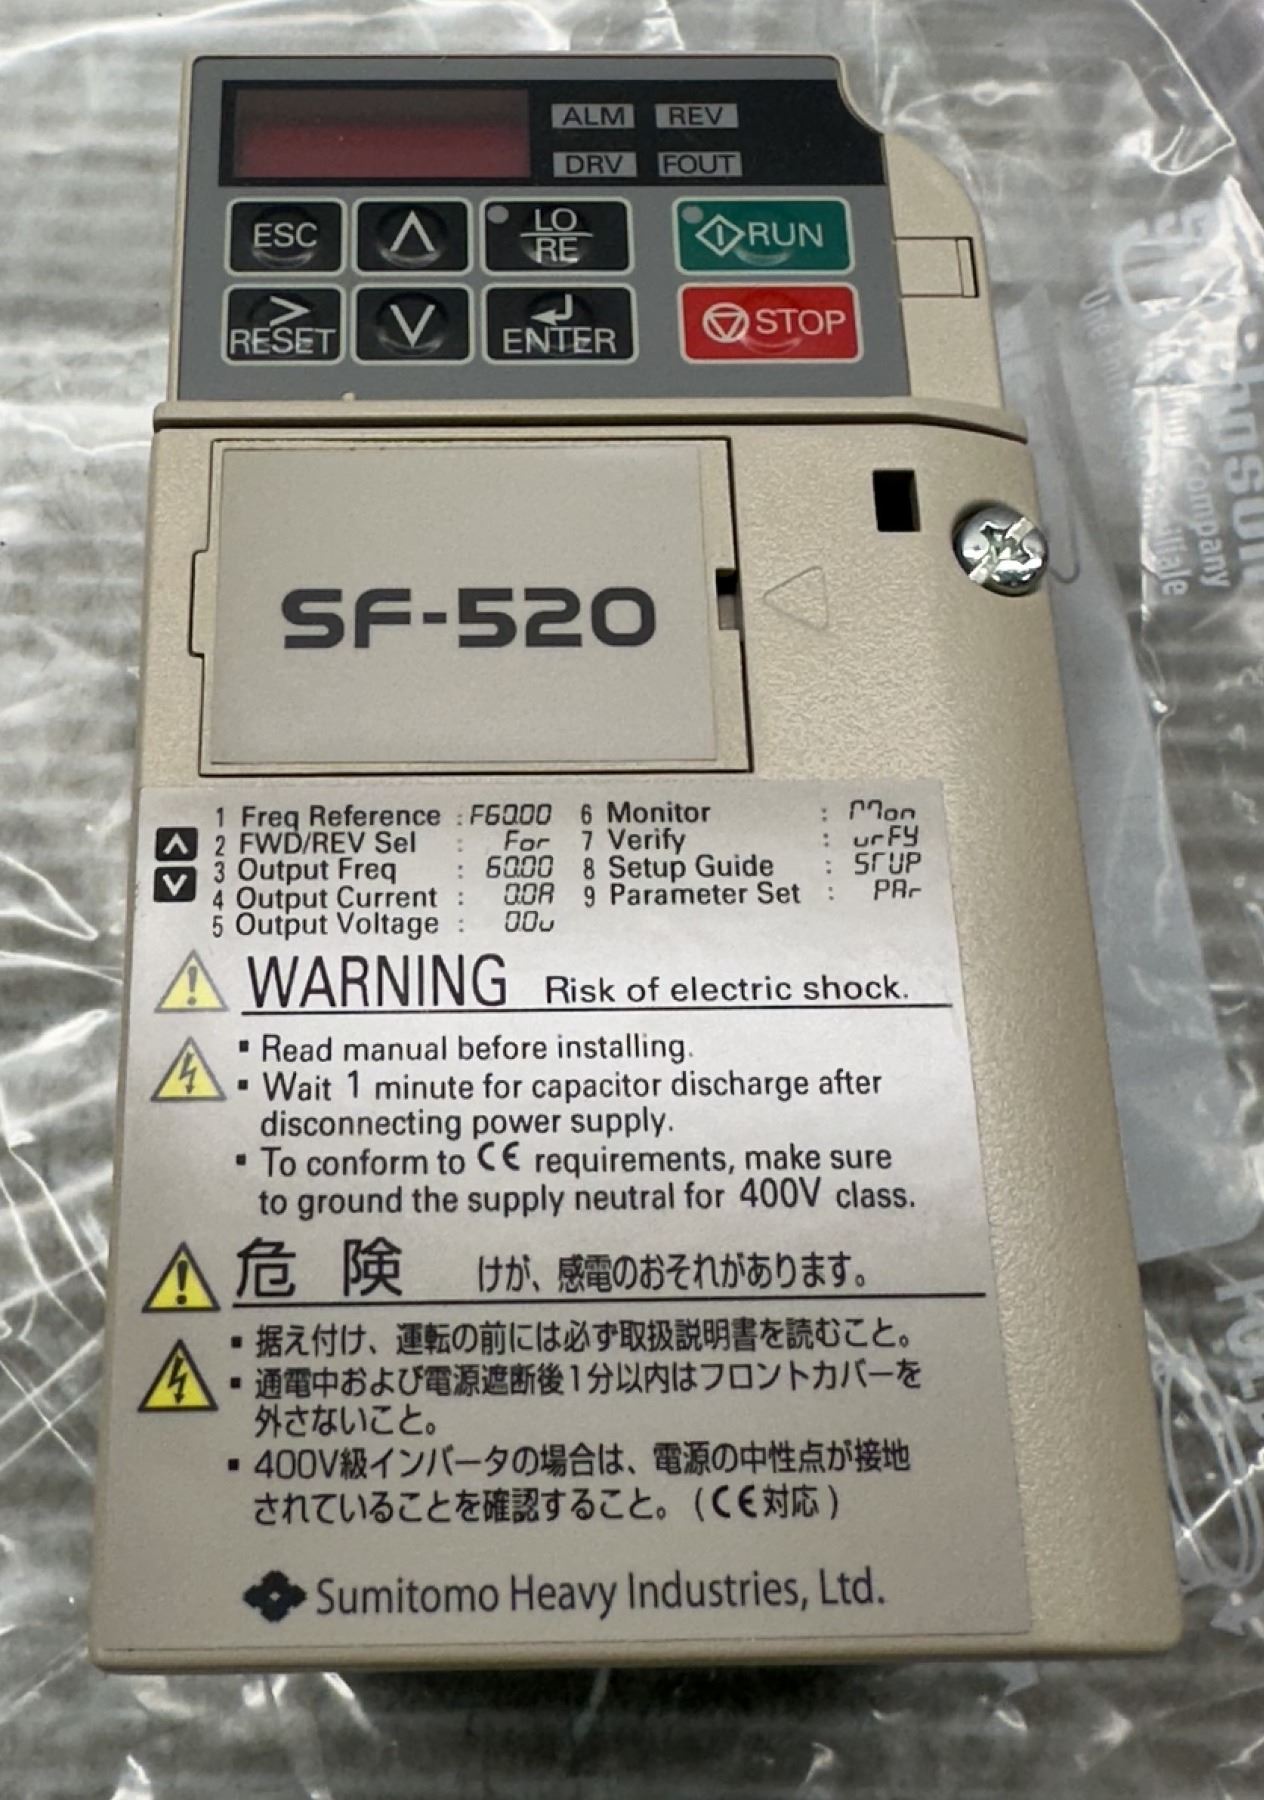 ALM REV
DRV FOUT
ESC LO/RE RUN
> RESET ENTER STOP
SF-520
1 Freq Reference : F60.00 6 Monitor : Mon
2 FWD/REV Sel : For 7 Verify : vrFY
3 Output Freq : 60.00 8 Setup Guide : STUP
4 Output Current : 0.0A 9 Parameter Set : PAr
5 Output Voltage : 0.0v
WARNING Risk of electric shock.
▪ Read manual before installing.
▪ Wait 1 minute for capacitor discharge after
disconnecting power supply.
▪ To conform to CE requirements, make sure
to ground the supply neutral for 400V class.
危 険 けが、感電のおそれがあります。
▪ 据え付け、運転の前には必ず取扱説明書を読むこと。
▪ 通電中および電源遮断後1分以内はフロントカバーを
外さないこと。
▪ 400V級インバータの場合は、電源の中性点が接地
されていることを確認すること。(CE対応)
Sumitomo Heavy Industries, Ltd.
Company